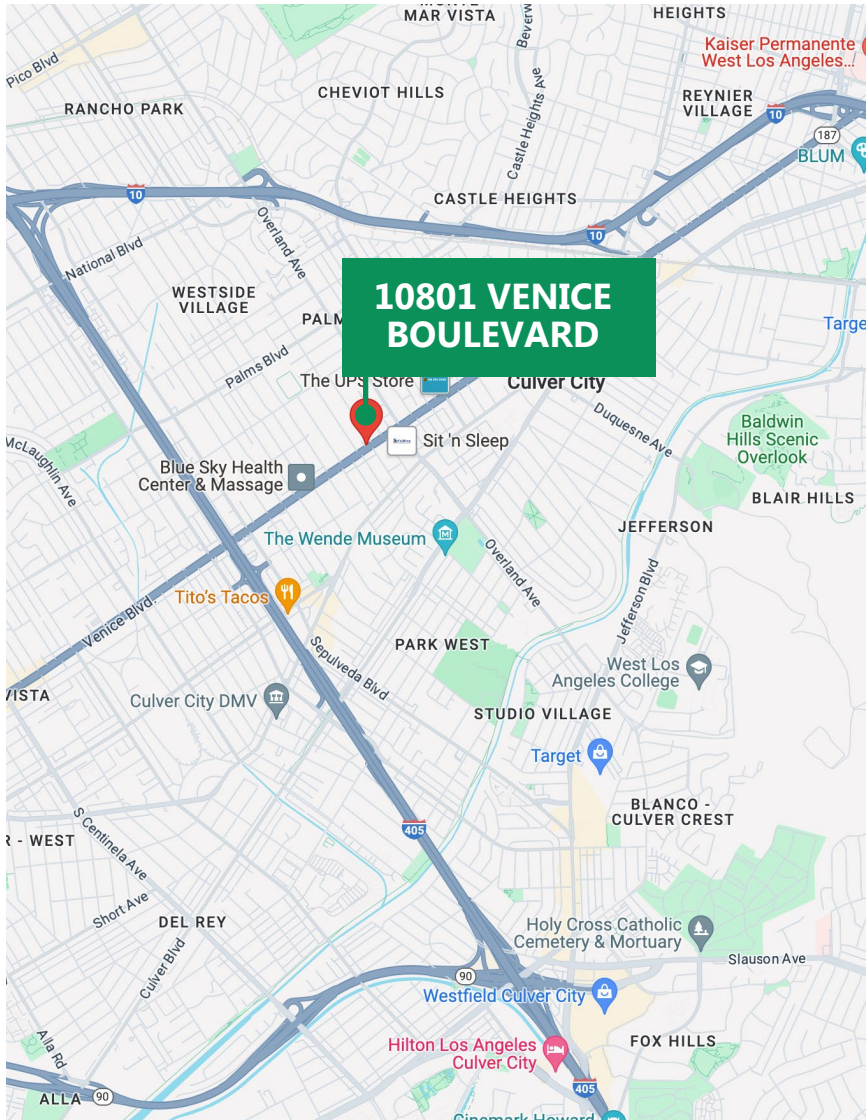 MAR VISTA
HEIGHTS
Beverw
Kaiser Permanente
West Los Angeles...
Pico Blvd
CHEVIOT HILLS
RANCHO PARK
REYNIER
VILLAGE
Castle Heights Ave
10
187
BLUM
10
CASTLE HEIGHTS
Overland Ave
10
National Blvd
WESTSIDE
VILLAGE
10801 VENICE
BOULEVARD
PALM
Targe
Palms Blvd
The UPS Store
Culver City
Duquesne Ave
Baldwin
Hills Scenic
Overlook
McLaughlin Ave
Sit 'n Sleep
Blue Sky Health
Center & Massage
BLAIR HILLS
JEFFERSON
The Wende Museum
Overland Ave
Tito's Tacos
Jefferson Blvd
Venice Blvd.
Sepulveda Blvd
PARK WEST
West Los
Angeles College
VISTA
Culver City DMV
STUDIO VILLAGE
Target
BLANCO -
CULVER CREST
S Centinela Ave
405
R - WEST
Short Ave
DEL REY
Holy Cross Catholic
Cemetery & Mortuary
Slauson Ave
Culver Blvd
90
Westfield Culver City
Alla Rd
Hilton Los Angeles
Culver City
FOX HILLS
405
ALLA
90
Cinemark Howard